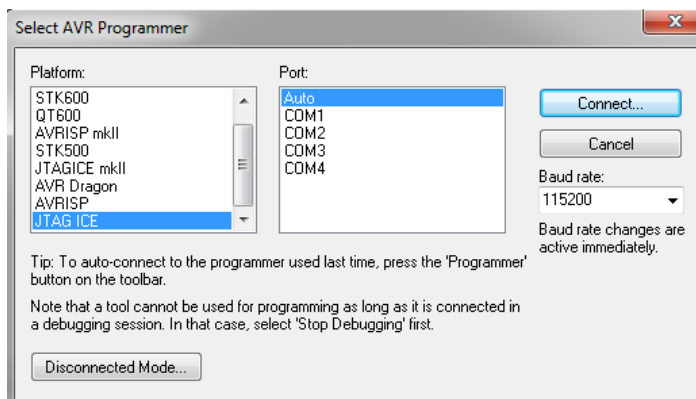 Select AVR Programmer
Platform:
STK600
QT600
AVRISP mkII
STK500
JTAGICE mkII
AVR Dragon
AVRISP
JTAG ICE
Port:
Auto
COM1
COM2
COM3
COM4
Connect...
Cancel
Baud rate:
115200
Baud rate changes are
active immediately.
Tip: To auto-connect to the programmer used last time, press the 'Programmer'
button on the toolbar.
Note that a tool cannot be used for programming as long as it is connected in
a debugging session. In that case, select 'Stop Debugging' first.
Disconnected Mode...